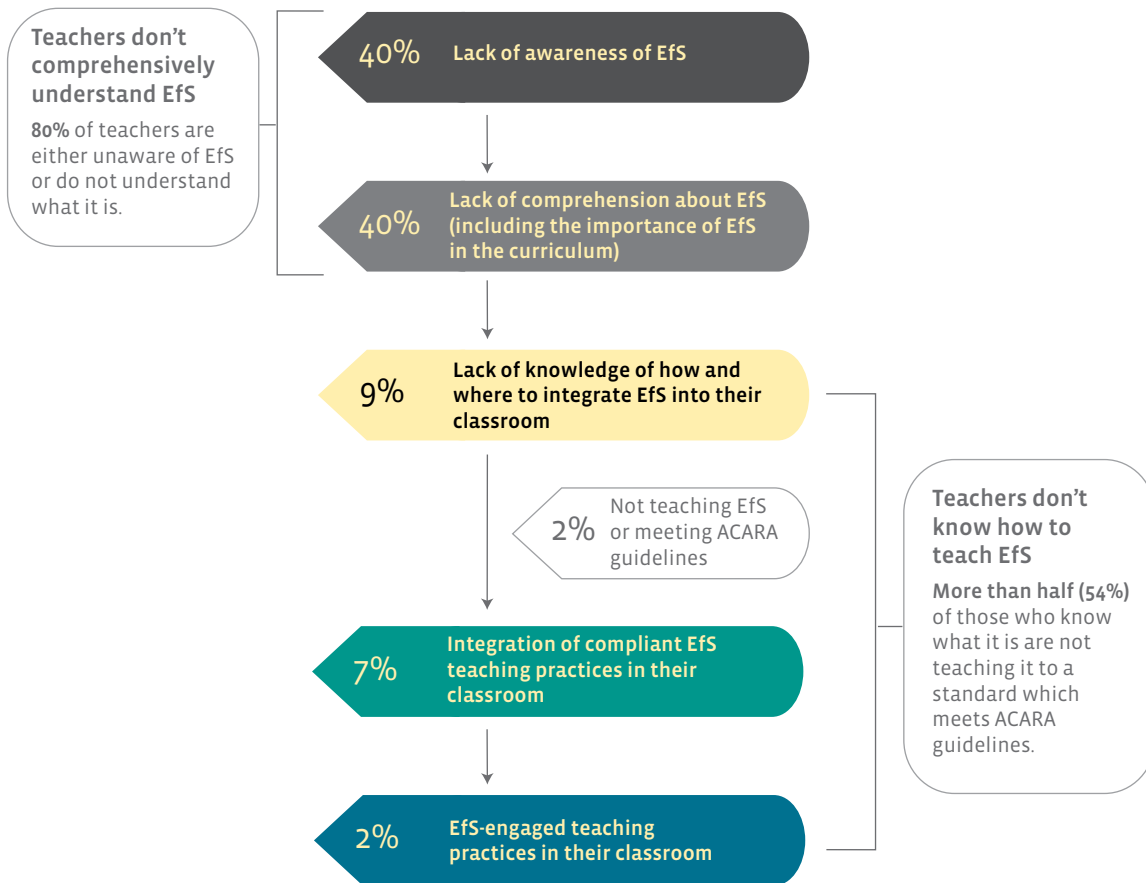 Teachers don’t
comprehensively
understand EfS
80% of teachers are
either unaware of EfS
or do not understand
what it is.
40%
Lack of awareness of EfS
40%
Lack of comprehension about EfS
(including the importance of EfS
in the curriculum)
9%
Lack of knowledge of how and
where to integrate EfS into their
classroom
2%
Not teaching EfS
or meeting ACARA
guidelines
7%
Integration of compliant EfS
teaching practices in their
classroom
2%
EfS-engaged teaching
practices in their classroom
Teachers don’t
know how to
teach EfS
More than half (54%)
of those who know
what it is are not
teaching it to a
standard which
meets ACARA
guidelines.